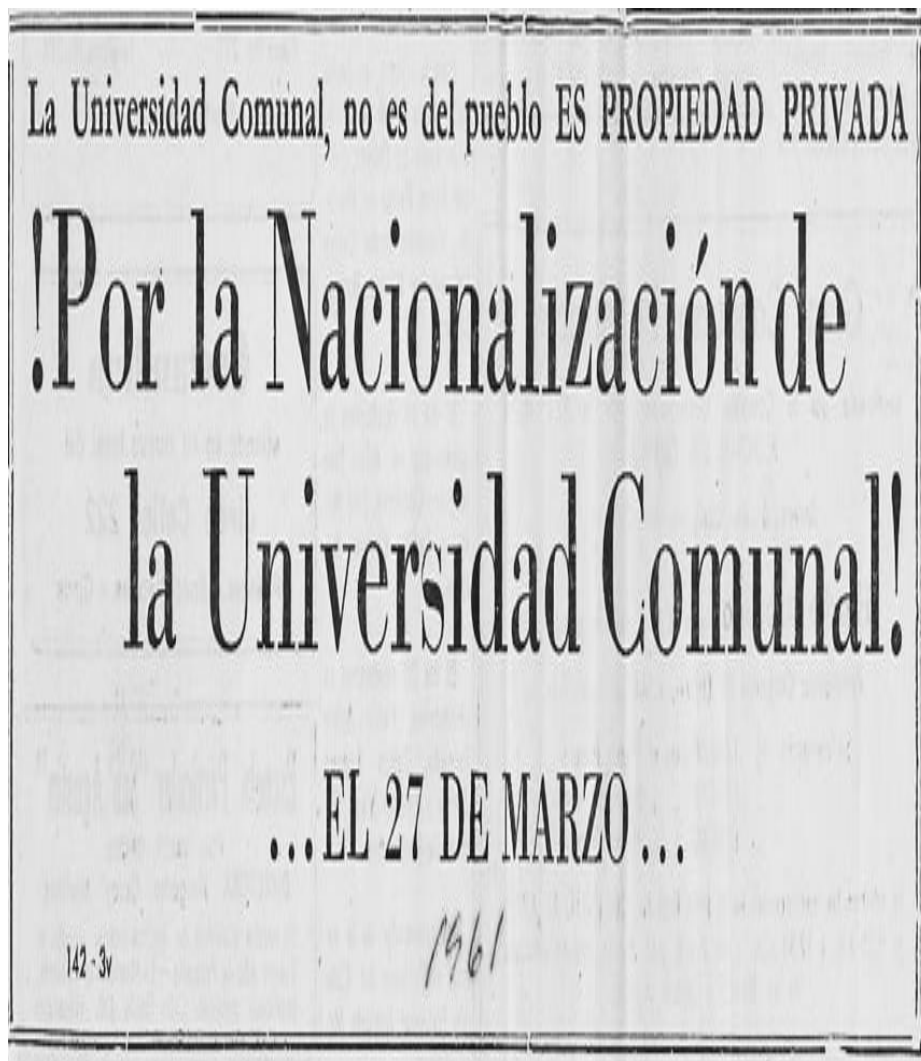 La Universidad Comunal, no es del pueblo ES PROPIEDAD PRIVADA
!Por la Nacionalización de
la Universidad Comunal!
...EL 27 DE MARZO...
1961
142 - 3v